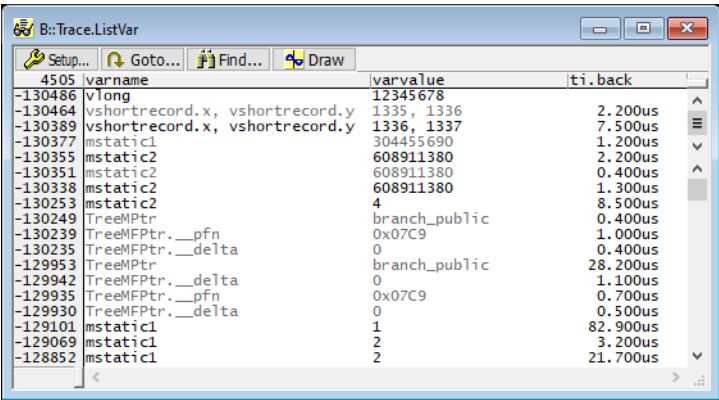 B::Trace.ListVar
Setup... Goto... Find... Draw
4505 varname varvalue ti.back
-130486 vlong 12345678
-130464 vshortrecord.x, vshortrecord.y 1335, 1336 2.200us
-130389 vshortrecord.x, vshortrecord.y 1336, 1337 7.500us
-130377 mstatic1 304455690 1.200us
-130355 mstatic2 608911380 2.200us
-130351 mstatic2 608911380 0.400us
-130338 mstatic2 608911380 1.300us
-130253 mstatic2 4 8.500us
-130249 TreeMPtr branch_public 0.400us
-130239 TreeMFPtr.__pfn 0x07C9 1.000us
-130235 TreeMFPtr.__delta 0 0.400us
-129953 TreeMPtr branch_public 28.200us
-129942 TreeMFPtr.__delta 0 1.100us
-129935 TreeMFPtr.__pfn 0x07C9 0.700us
-129930 TreeMFPtr.__delta 0 0.500us
-129101 mstatic1 1 82.900us
-129069 mstatic1 2 3.200us
-128852 mstatic1 2 21.700us